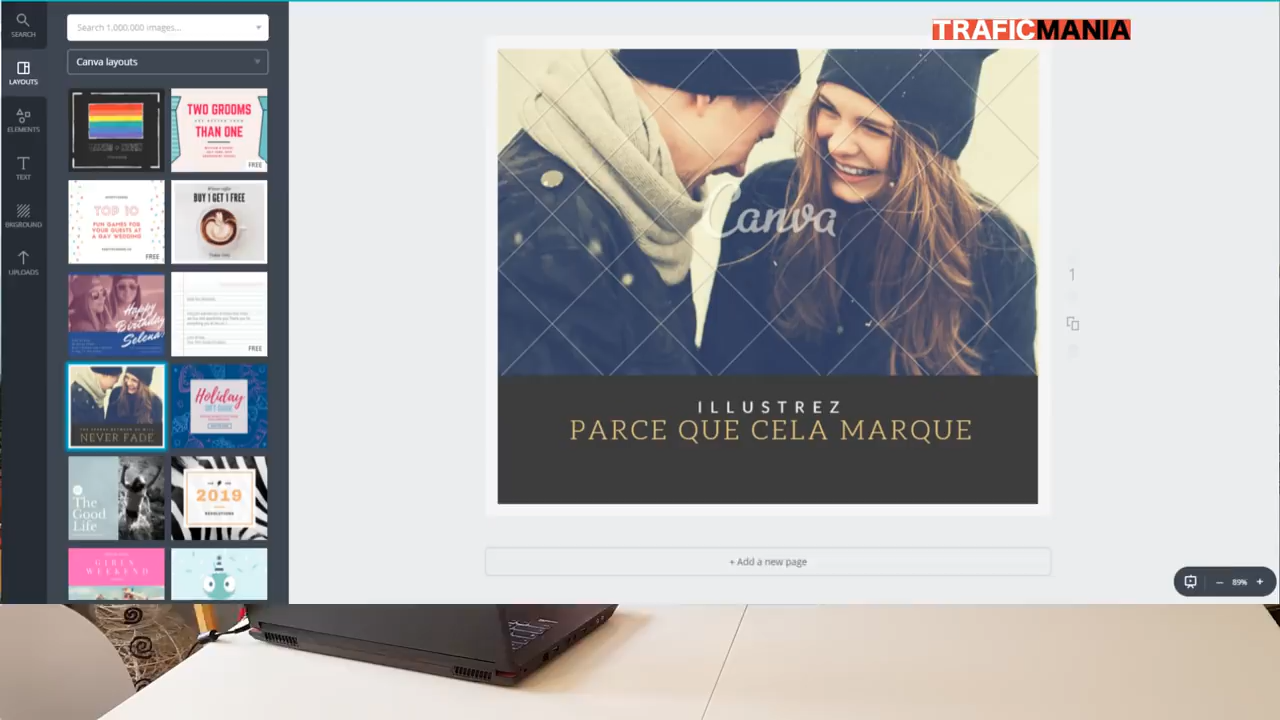 TRAFICMANIA
SEARCH
Search 1,000,000 images...
LAYOUTS
Canva layouts
ELEMENTS
TEXT
BKGROUND
UPLOADS
TWO GROOMS
ARE BETTER THAN
THAN ONE
FREE
TOP 10
FUN GAMES FOR
YOUR GUESTS AT
A GAY WEDDING
FREE
BUY 1 GET 1 FREE
FREE
Happy
Birthday
Selena
NEVER FADE
Holiday
GIFT GUIDE
The
Good
Life
2019
RESOLUTIONS
GIRLS
WEEKEND
Canva
ILLUSTREZ
PARCE QUE CELA MARQUE
1
+ Add a new page
89%